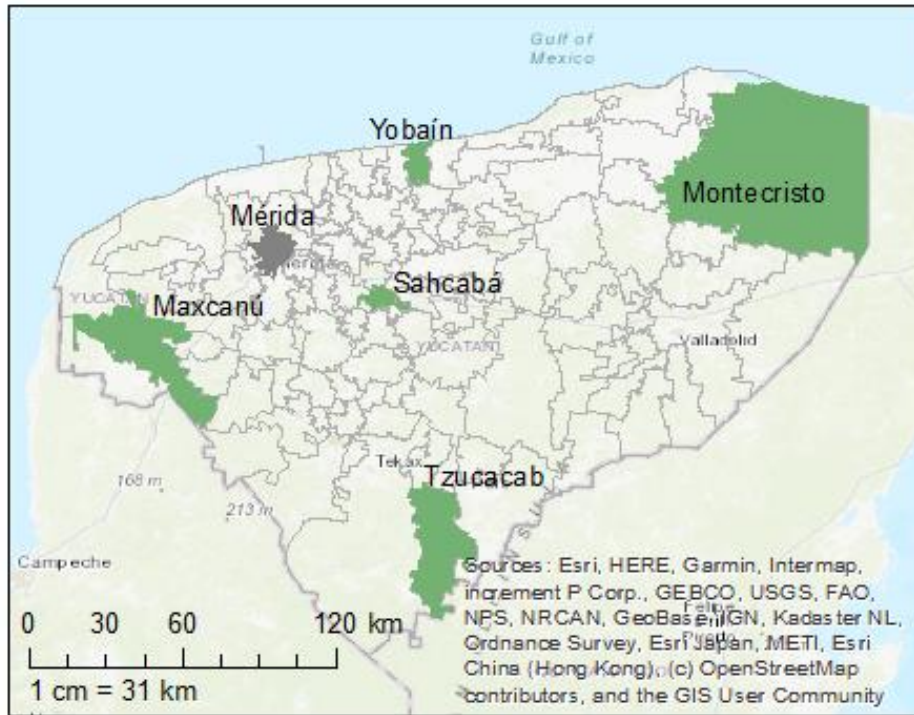 Gulf of
Mexico
Yobaín
Montecristo
Mérida
Sahcabá
YUCATAN
Maxcanú
YUCATAN
Valladolid
Tekax
Tzucacab
168 m
213 m
Campeche
Sources: Esri, HERE, Garmin, Intermap,
increment P Corp., GEBCO, USGS, FAO,
NPS, NRCAN, GeoBase, IGN, Kadaster NL,
Ordnance Survey, Esri Japan, METI, Esri
China (Hong Kong), (c) OpenStreetMap
contributors, and the GIS User Community
0 30 60 120 km
1 cm = 31 km